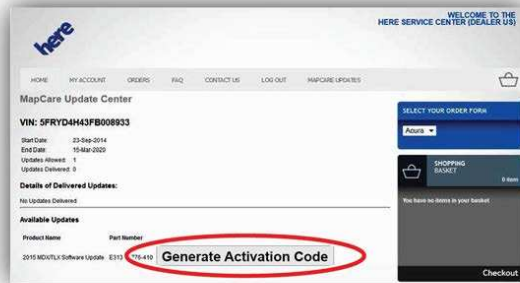 WELCOME TO THE
HERE SERVICE CENTER (DEALER US)
here
HOME MY ACCOUNT ORDERS FAQ CONTACT US LOG OUT MAPCARE UPDATES
MapCare Update Center
VIN: 5FRYD4H43FB008933
Start Date: 23-Sep-2014
End Date: 15-Mar-2020
Updates Allowed: 1
Updates Delivered: 0
Details of Delivered Updates:
No Updates Delivered
Available Updates
Product Name Part Number
2015 MDX/TLX Software Update E313 776-410 Generate Activation Code
SELECT YOUR ORDER FORM
Acura
SHOPPING
BASKET
0 item
You have no items in your basket
Checkout